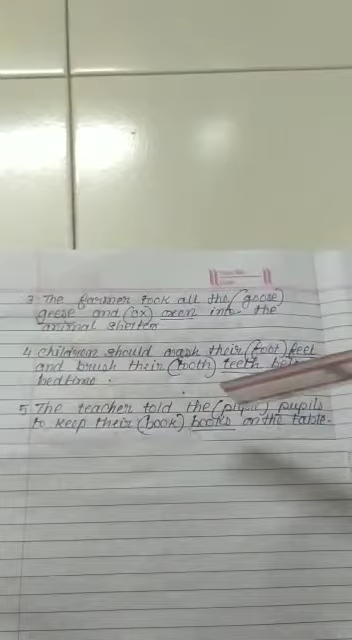 3 The farmer took all the (goose)
geese and (ox) oxen into the
animal shelter
4 children should wash their (foot) feet
and brush their (tooth) teeth
bedtime.
5. The teacher told the pupils
to keep their (book) books on the table.